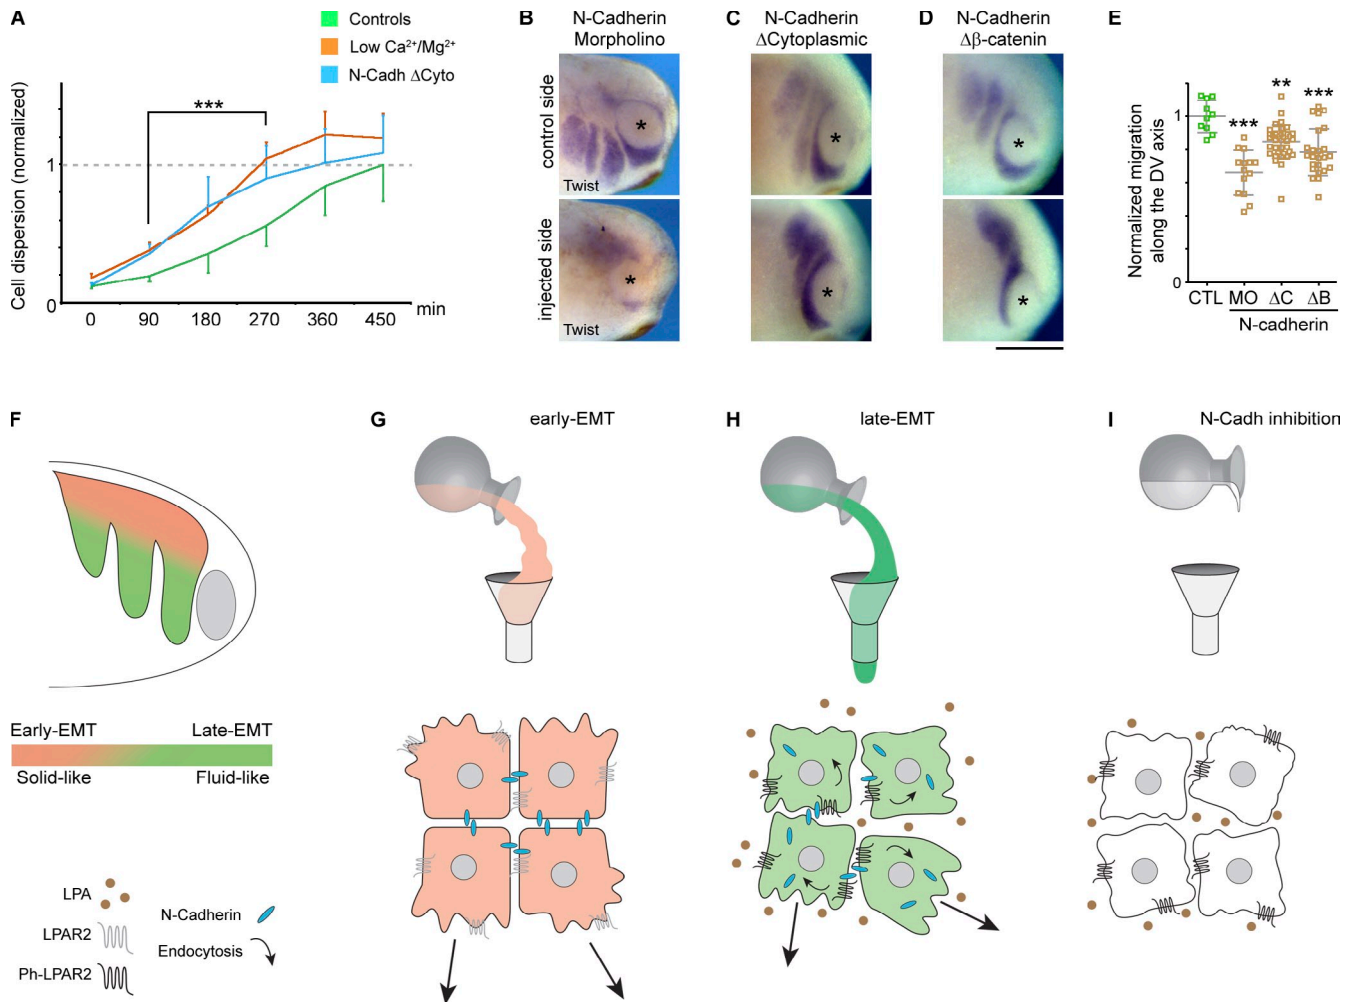 A
Controls
Low Ca²⁺/Mg²⁺
N-Cadh ΔCyto
Cell dispersion (normalized)
***
1
0
0 90 180 270 360 450 min
B
N-Cadherin
Morpholino
control side
injected side
*
Twist
*
Twist
C
N-Cadherin
ΔCytoplasmic
*
*
D
N-Cadherin
Δβ-catenin
*
*
E
Normalized migration
along the DV axis
1
0
***
**
***
CTL MO ΔC ΔB
N-cadherin
F
Early-EMT Late-EMT
Solid-like Fluid-like
LPA
LPAR2
Ph-LPAR2
N-Cadherin
Endocytosis
G early-EMT
H late-EMT
I N-Cadh inhibition